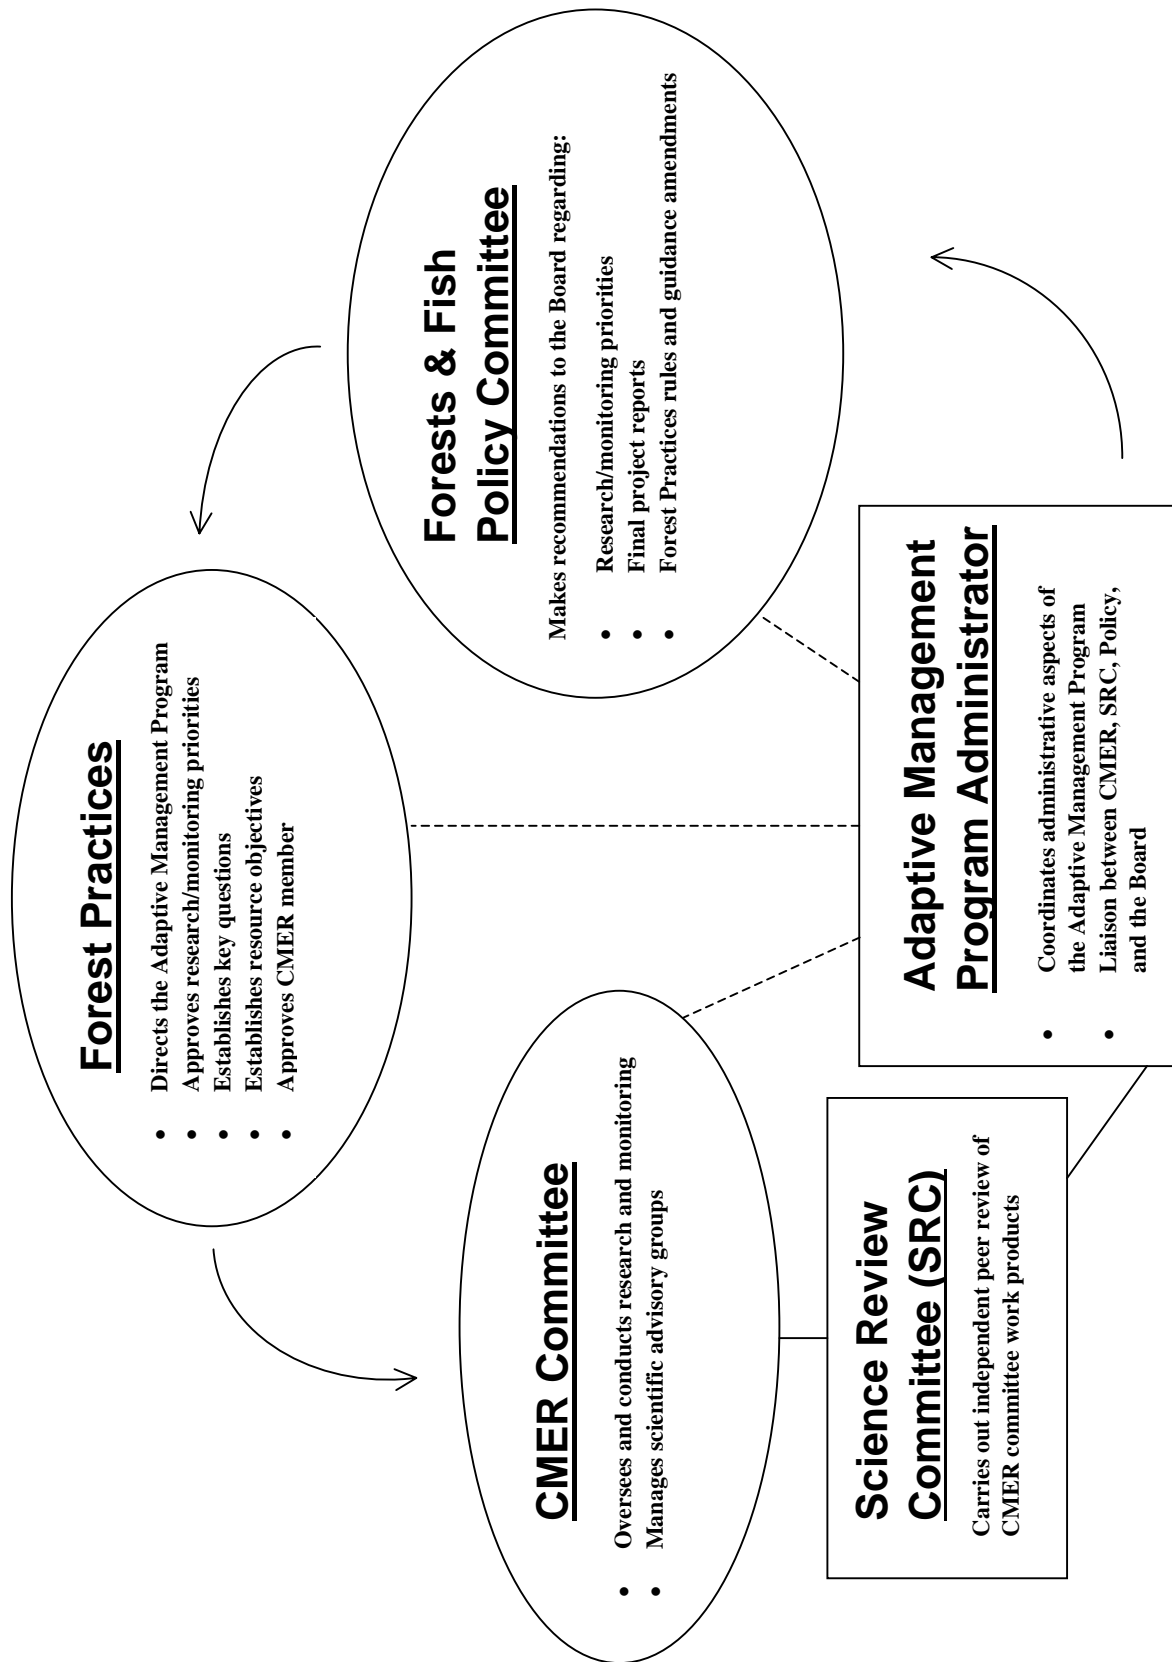 Forest Practices
• Directs the Adaptive Management Program
• Approves research/monitoring priorities
• Establishes key questions
• Establishes resource objectives
• Approves CMER member
CMER Committee
• Oversees and conducts research and monitoring
• Manages scientific advisory groups
Forests & Fish
Policy Committee
Makes recommendations to the Board regarding:
• Research/monitoring priorities
• Final project reports
• Forest Practices rules and guidance amendments
Science Review
Committee (SRC)
Carries out independent peer review of
CMER committee work products
Adaptive Management
Program Administrator
• Coordinates administrative aspects of
the Adaptive Management Program
• Liaison between CMER, SRC, Policy,
and the Board